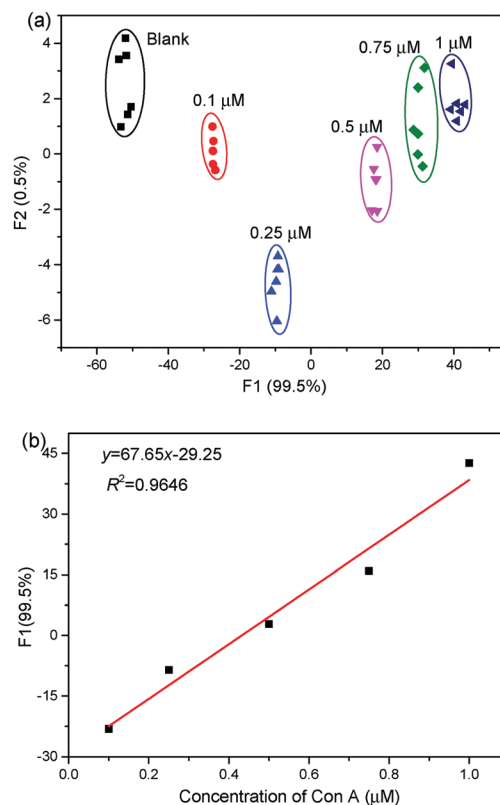 (a)
Blank
0.1 μM
0.25 μM
0.5 μM
0.75 μM
1 μM
4
2
0
-2
-4
-6
F2 (0.5%)
-60 -40 -20 0 20 40
F1 (99.5%)
(b)
y=67.65x-29.25
R²=0.9646
45
30
15
0
-15
-30
F1(99.5%)
0.0 0.2 0.4 0.6 0.8 1.0
Concentration of Con A (μM)